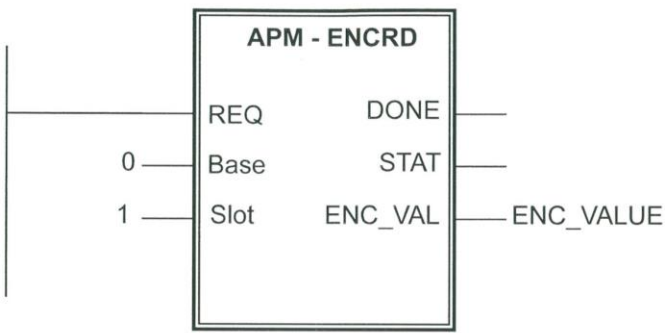 APM - ENCRD
REQ DONE
0 Base STAT
1 Slot ENC_VAL ENC_VALUE